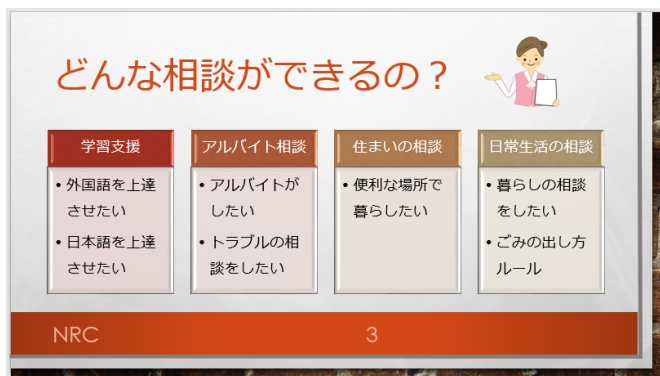 どんな相談ができるの？
学習支援
・外国語を上達
させたい
・日本語を上達
させたい
アルバイト相談
・アルバイトが
したい
・トラブルの相
談をしたい
住まいの相談
・便利な場所で
暮らしたい
日常生活の相談
・暮らしの相談
をしたい
・ごみの出し方
ルール
NRC
3